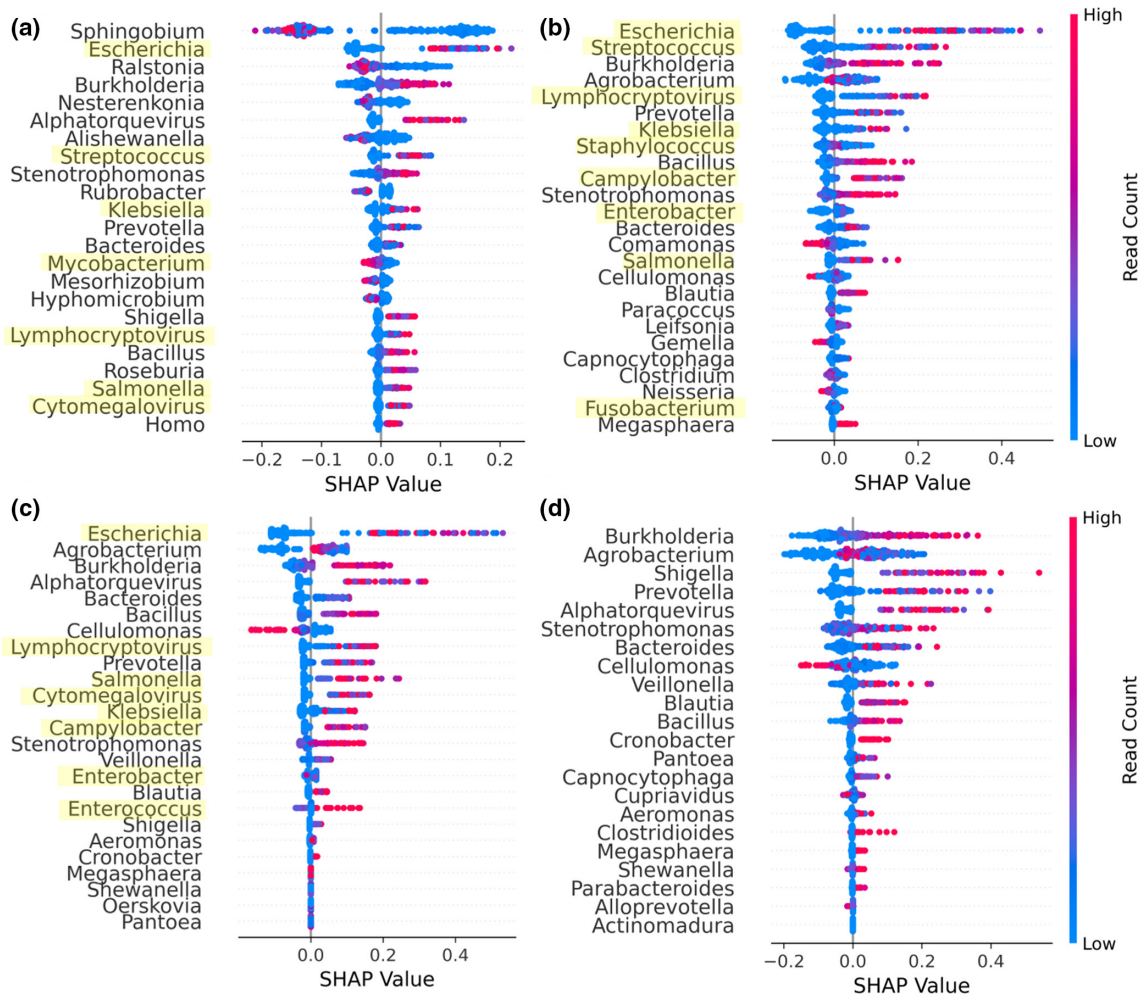 (a)
Sphingobium
Escherichia
Ralstonia
Burkholderia
Nesterenkonia
Alphatorquevirus
Alishewanella
Streptococcus
Stenotrophomonas
Rubrobacter
Klebsiella
Prevotella
Bacteroides
Mycobacterium
Mesorhizobium
Hyphomicrobium
Shigella
Lymphocryptovirus
Bacillus
Roseburia
Salmonella
Cytomegalovirus
Homo
−0.2 −0.1 0.0 0.1 0.2
SHAP Value
(b)
Escherichia
Streptococcus
Burkholderia
Agrobacterium
Lymphocryptovirus
Prevotella
Klebsiella
Staphylococcus
Bacillus
Campylobacter
Stenotrophomonas
Enterobacter
Bacteroides
Comamonas
Salmonella
Cellulomonas
Blautia
Paracoccus
Leifsonia
Gemella
Capnocytophaga
Clostridium
Neisseria
Fusobacterium
Megasphaera
0.0 0.2 0.4
SHAP Value
High
Read Count
Low
(c)
Escherichia
Agrobacterium
Burkholderia
Alphatorquevirus
Bacteroides
Bacillus
Cellulomonas
Lymphocryptovirus
Prevotella
Salmonella
Cytomegalovirus
Klebsiella
Campylobacter
Stenotrophomonas
Veillonella
Enterobacter
Blautia
Enterococcus
Shigella
Aeromonas
Cronobacter
Megasphaera
Shewanella
Oerskovia
Pantoea
0.0 0.2 0.4
SHAP Value
(d)
Burkholderia
Agrobacterium
Shigella
Prevotella
Alphatorquevirus
Stenotrophomonas
Bacteroides
Cellulomonas
Veillonella
Blautia
Bacillus
Cronobacter
Pantoea
Capnocytophaga
Cupriavidus
Aeromonas
Clostridioides
Megasphaera
Shewanella
Parabacteroides
Alloprevotella
Actinomadura
−0.2 0.0 0.2 0.4
SHAP Value
High
Read Count
Low